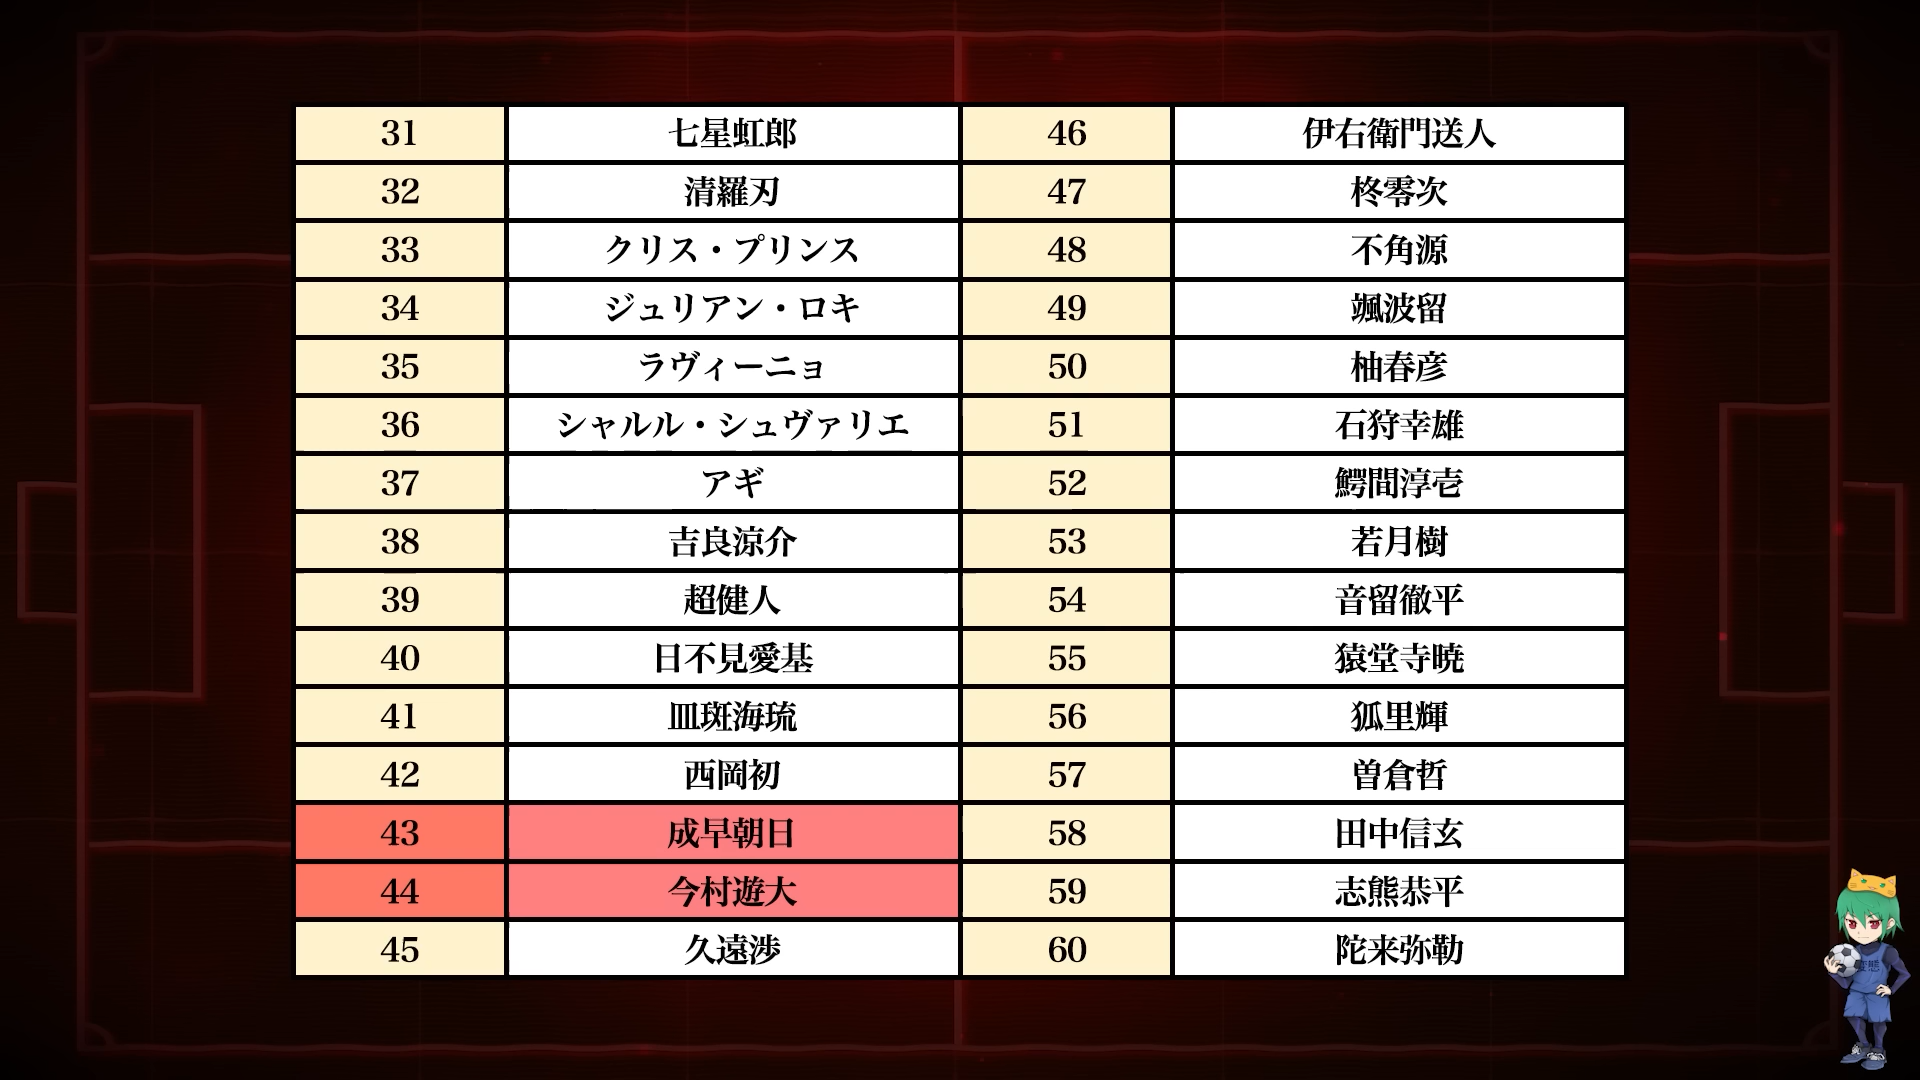 31 七星虹郎 46 伊右衛門送人
32 清羅刃 47 柊零次
33 クリス・プリンス 48 不角源
34 ジュリアン・ロキ 49 颯波留
35 ラヴィーニョ 50 柚春彦
36 シャルル・シュヴァリエ 51 石狩幸雄
37 アギ 52 鰐間淳壱
38 吉良涼介 53 若月樹
39 超健人 54 音留徹平
40 日不見愛基 55 猿堂寺暁
41 皿斑海琉 56 狐里輝
42 西岡初 57 曽倉哲
43 成早朝日 58 田中信玄
44 今村遊大 59 志熊恭平
45 久遠渉 60 陀来弥勒
変態